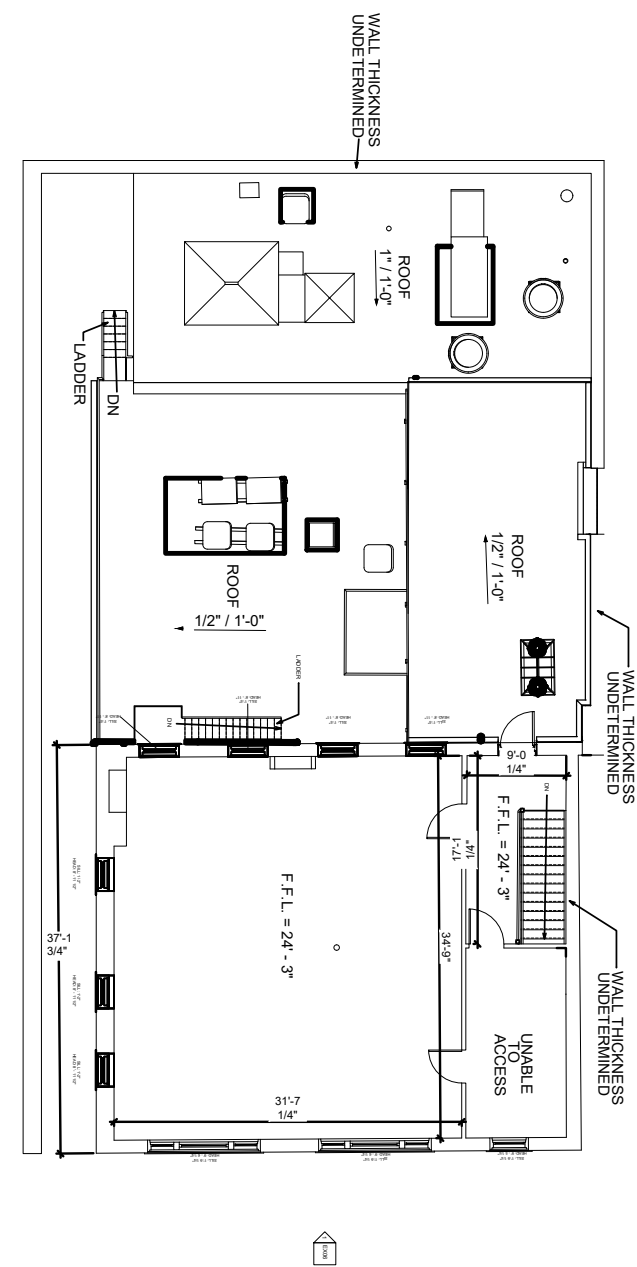 WALL THICKNESS
UNDETERMINED
ROOF
1" / 1'-0"
DN
LADDER
ROOF
1/2" / 1'-0"
WALL THICKNESS
UNDETERMINED
ROOF
1/2" / 1'-0"
LADDER
DN
9'-0
1/4"
F.F.L. = 24' - 3"
DN
17'-1
1/4"
WALL THICKNESS
UNDETERMINED
F.F.L. = 24' - 3"
34'-9"
37'-1
3/4"
UNABLE
TO
ACCESS
31'-7
1/4"
1
EX06